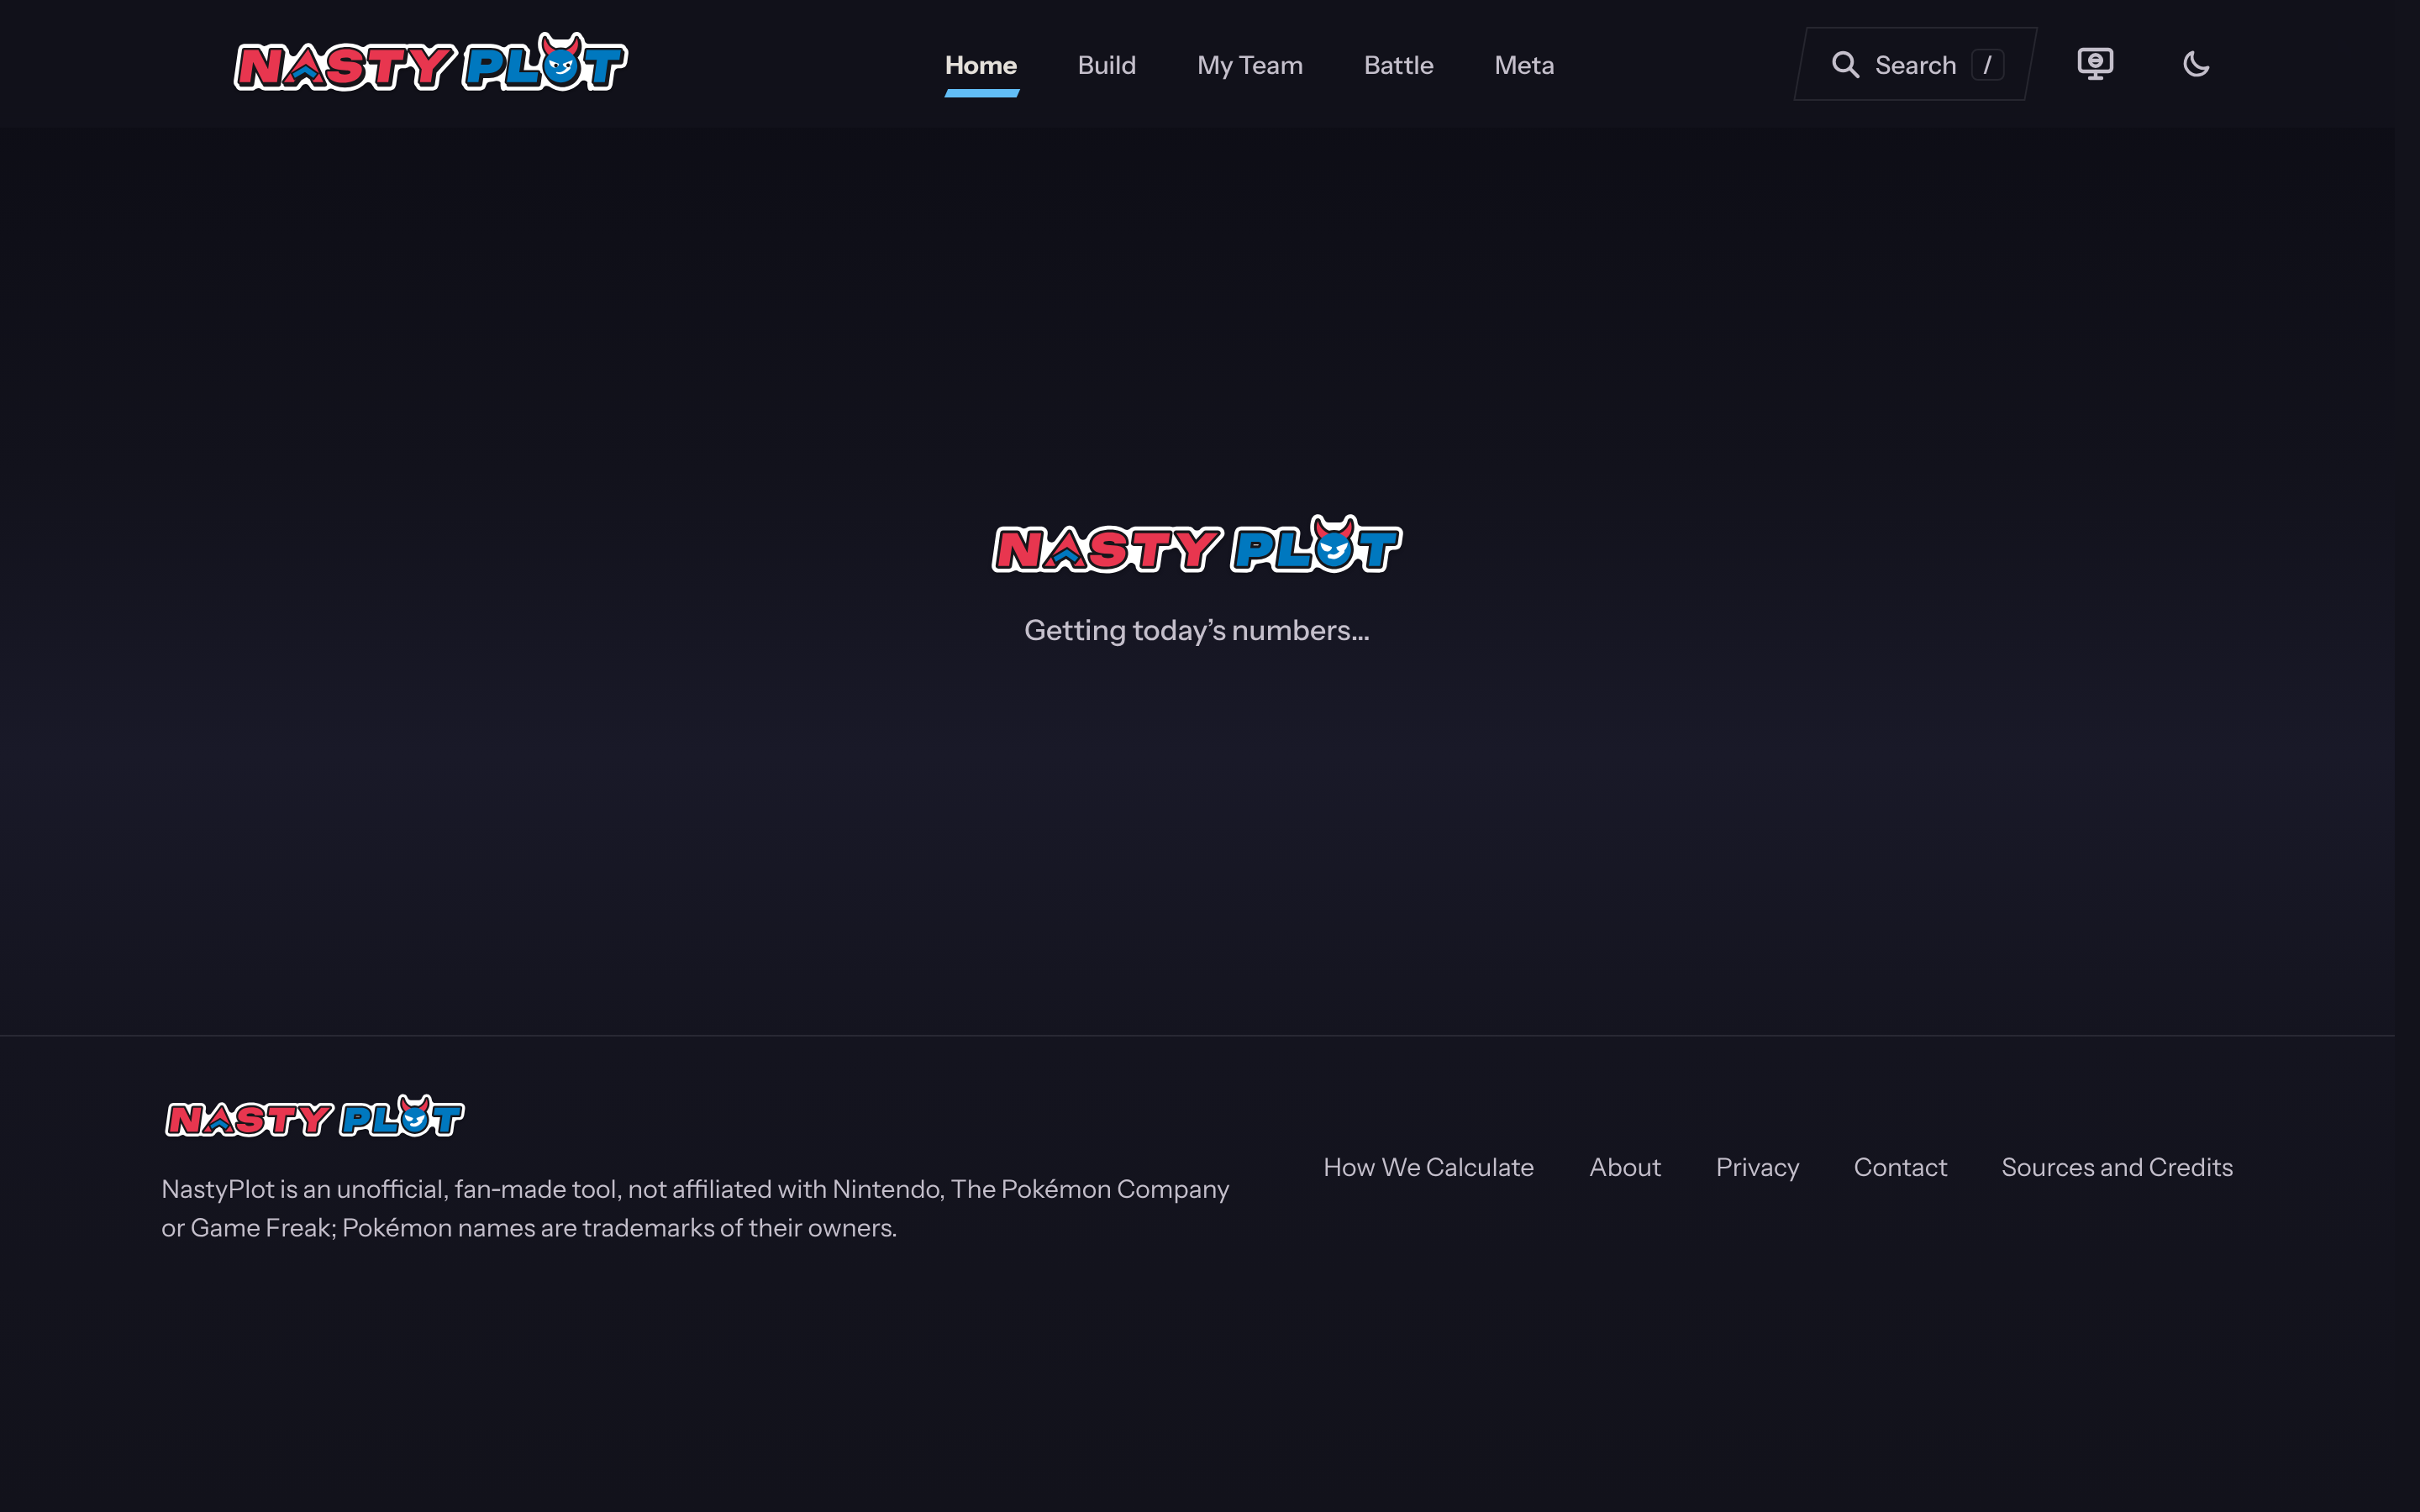 NASTY PLOT
Home
Build
My Team
Battle
Meta
Search /
NASTY PLOT
Getting today’s numbers...
NASTY PLOT
NastyPlot is an unofficial, fan-made tool, not affiliated with Nintendo, The Pokémon Company
or Game Freak; Pokémon names are trademarks of their owners.
How We Calculate
About
Privacy
Contact
Sources and Credits